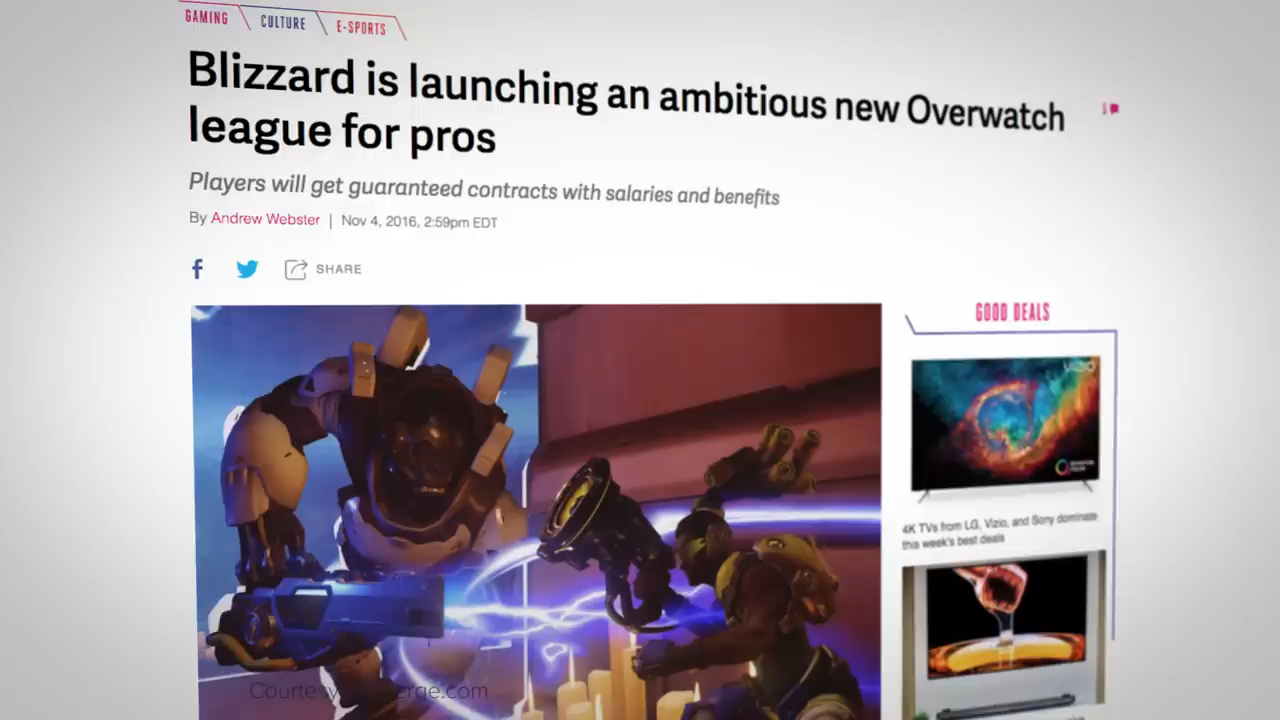 GAMING
CULTURE
E-SPORTS
Blizzard is launching an ambitious new Overwatch
league for pros
Players will get guaranteed contracts with salaries and benefits
By Andrew Webster | Nov 4, 2016, 2:59pm EDT
SHARE
GOOD DEALS
VIZIO
4K TVs from LG, Vizio, and Sony dominate
this week's best deals
Courtesy